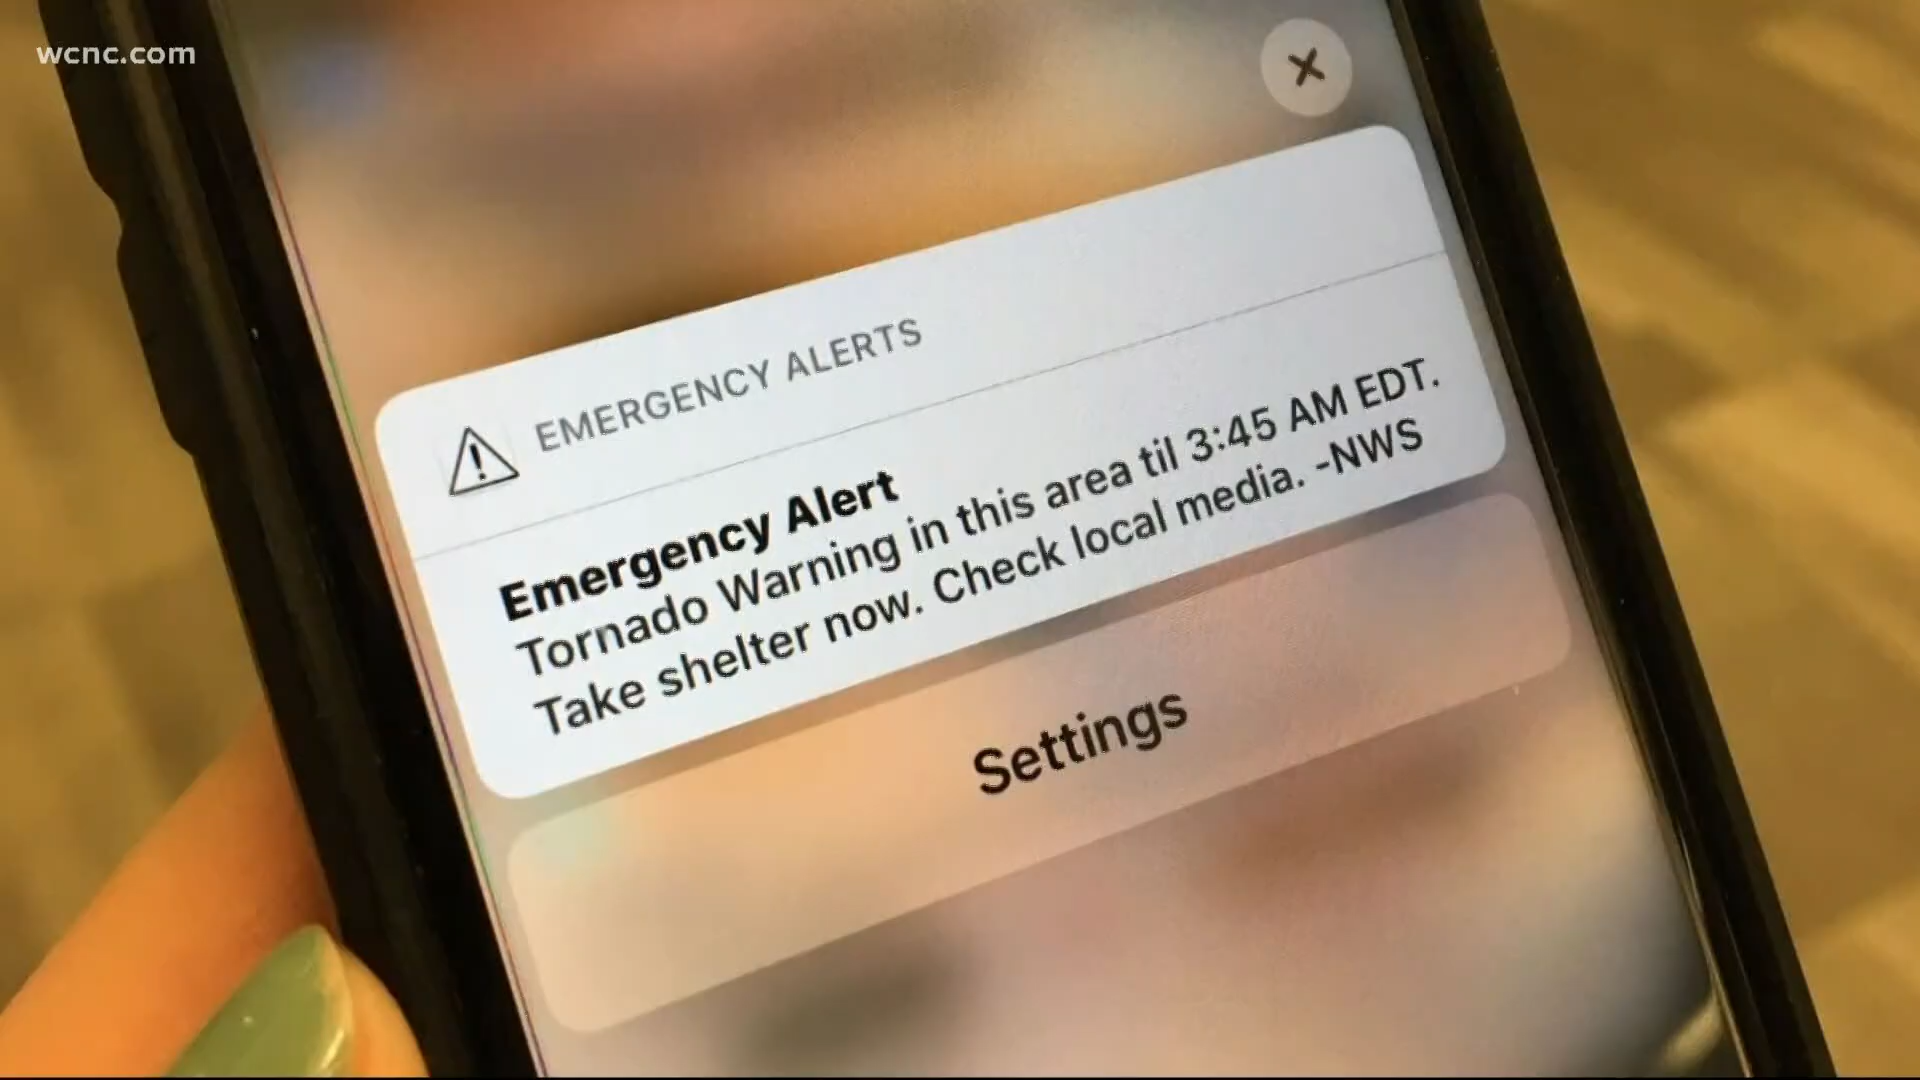 wcnc.com
EMERGENCY ALERTS
Emergency Alert
Tornado Warning in this area til 3:45 AM EDT.
Take shelter now. Check local media. -NWS
Settings